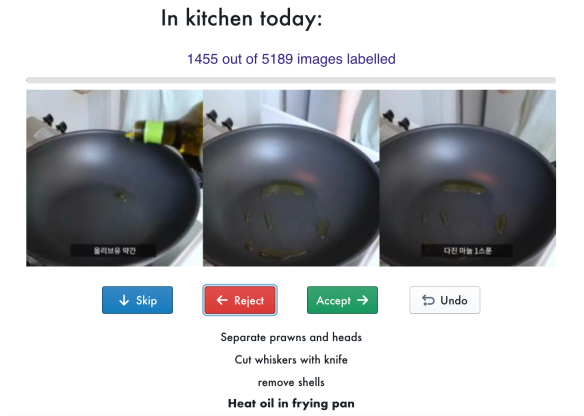 In kitchen today:
1455 out of 5189 images labelled
올리브유 약간
다진 마늘 1스푼
↓ Skip
← Reject
Accept →
Undo
Separate prawns and heads
Cut whiskers with knife
remove shells
Heat oil in frying pan